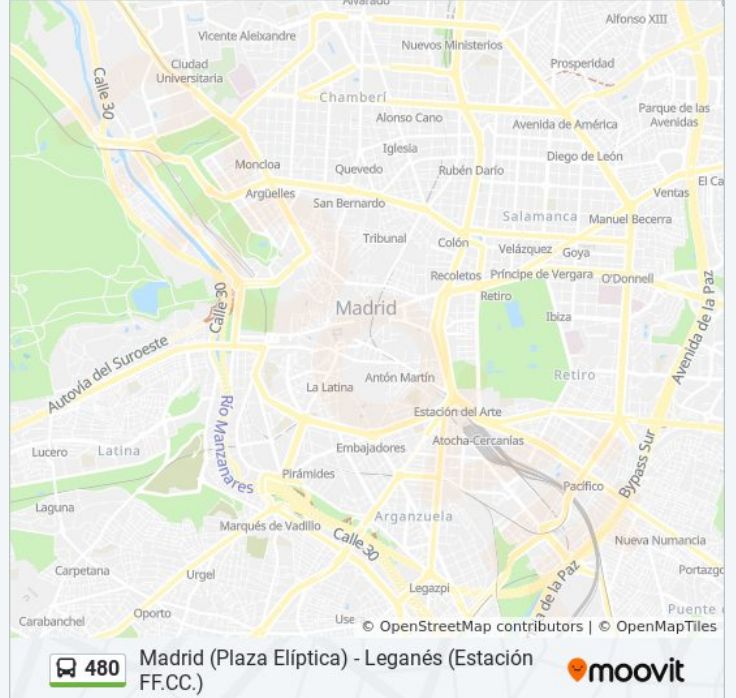 Alvarado
Alfonso XIII
Vicente Aleixandre
Nuevos Ministerios
Ciudad
Universitaria
Prosperidad
Calle 30
Chamberí
Parque de las
Avenidas
Alonso Cano
Avenida de América
Iglesia
Diego de León
Moncloa
Quevedo
Rubén Darío
El Ca
Argüelles
Ventas
San Bernardo
Salamanca
Manuel Becerra
Tribunal
Colón
Velázquez
Goya
Recoletos
Príncipe de Vergara
O'Donnell
Calle 30
Retiro
Madrid
Ibiza
Avenida de la Paz
Autovía del Suroeste
La Latina
Antón Martín
Retiro
Estación del Arte
Río Manzanares
Atocha-Cercanías
Lucero
Latina
Embajadores
Bypass Sur
Pirámides
Pacífico
Laguna
Arganzuela
Marqués de Vadillo
Calle 30
Nueva Numancia
Carpetana
Urgel
Portazgo
Legazpi
a de la Paz
Carabanchel
Oporto
Use
Puente
© OpenStreetMap contributors | © OpenMapTiles
480
Madrid (Plaza Elíptica) - Leganés (Estación
FF.CC.)
moovit